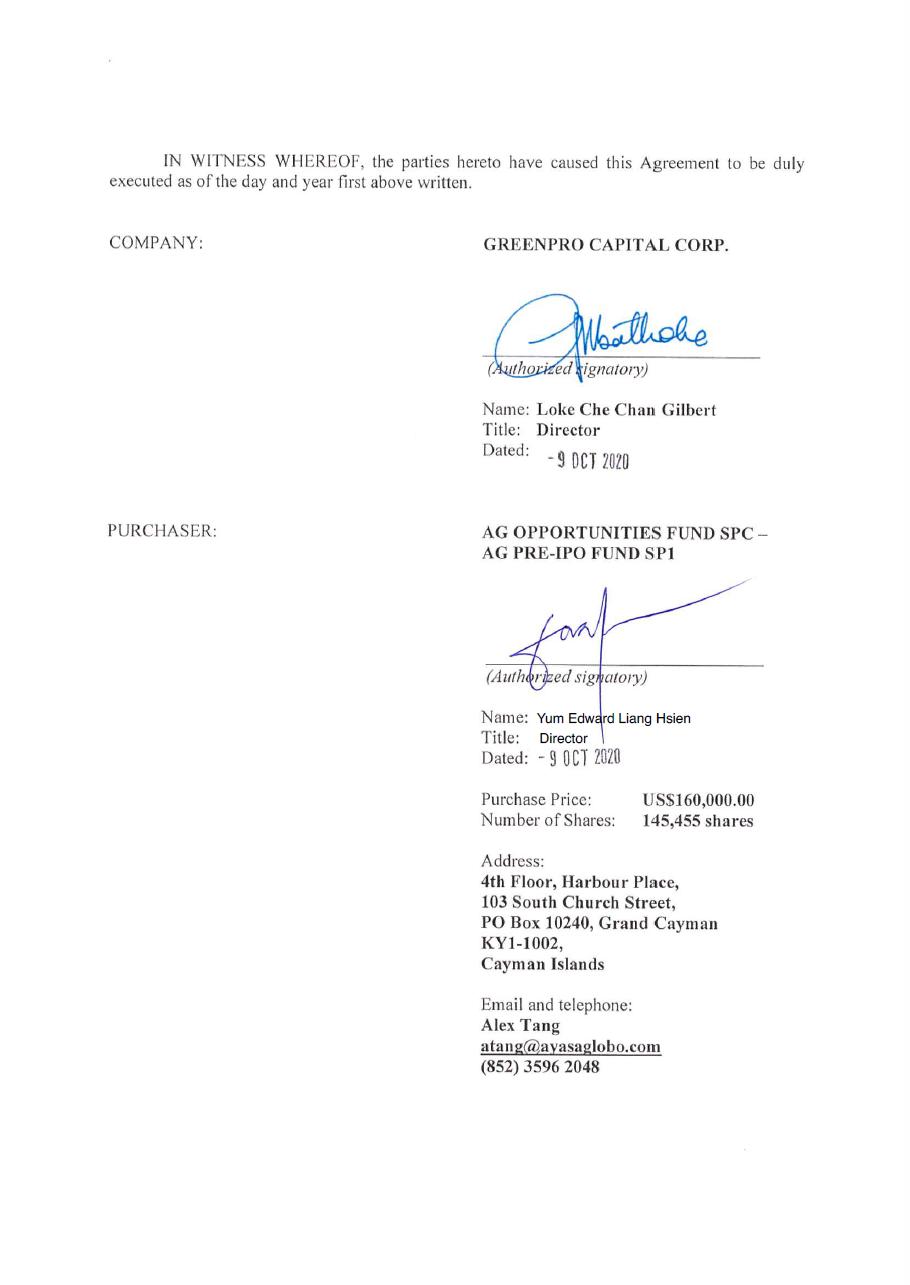 IN WITNESS WHEREOF, the parties hereto have caused this Agreement to be duly
executed as of the day and year first above written.
COMPANY:
GREENPRO CAPITAL CORP.
(Authorized signatory)
Name: Loke Che Chan Gilbert
Title: Director
Dated: - 9 OCT 2020
PURCHASER:
AG OPPORTUNITIES FUND SPC –
AG PRE-IPO FUND SP1
(Authorized signatory)
Name: Yum Edward Liang Hsien
Title: Director
Dated: - 9 OCT 2020
Purchase Price: US$160,000.00
Number of Shares: 145,455 shares
Address:
4th Floor, Harbour Place,
103 South Church Street,
PO Box 10240, Grand Cayman
KY1-1002,
Cayman Islands
Email and telephone:
Alex Tang
atang@avasaglobo.com
(852) 3596 2048